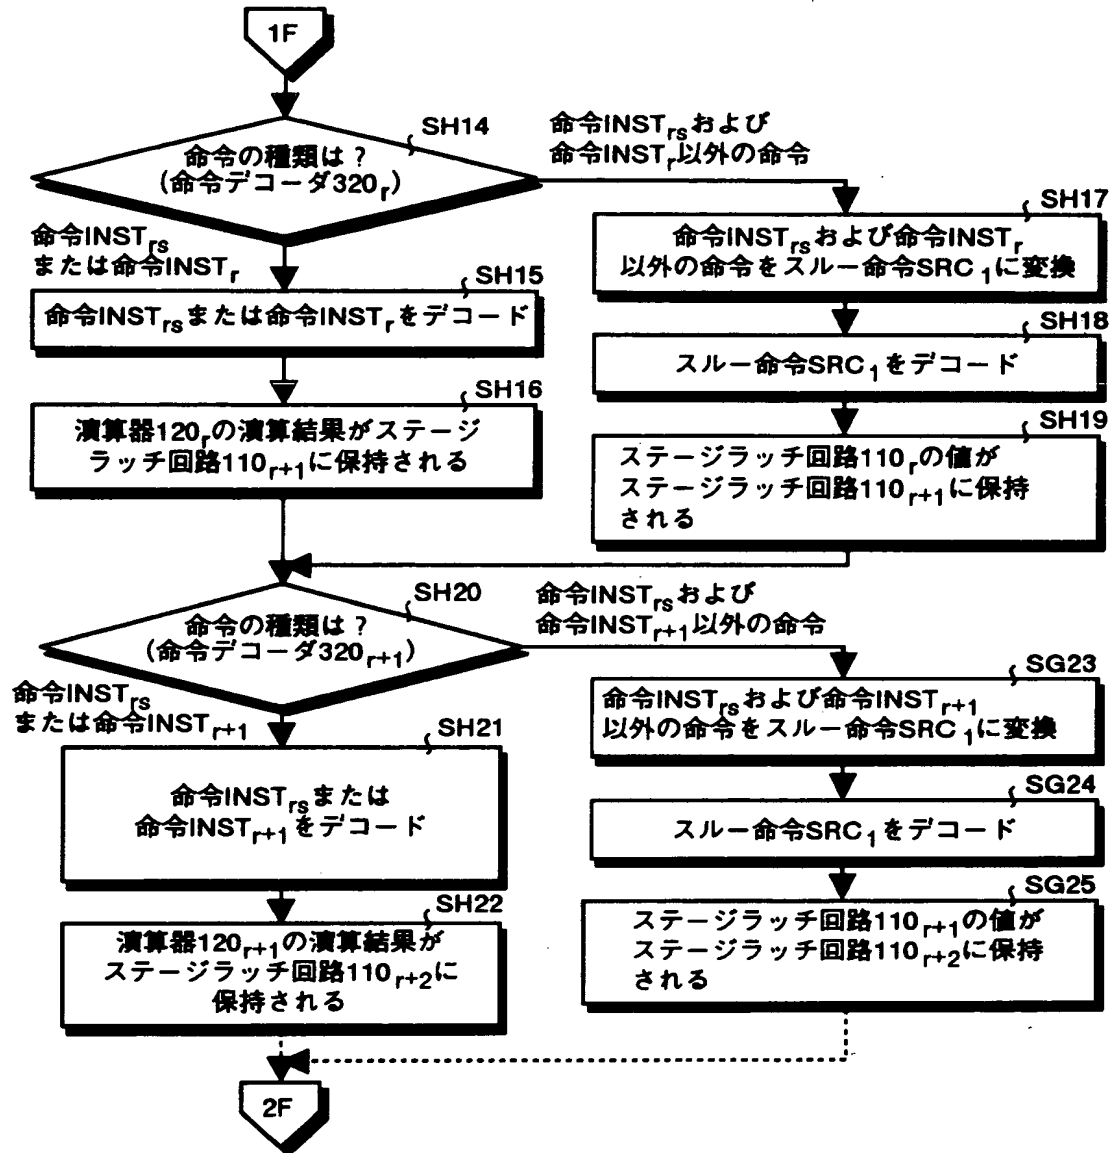 1F
SH14
命令の種類は？
(命令デコーダ320r)
命令INSTrsおよび
命令INSTr以外の命令
命令INSTrs
または命令INSTr
SH15
命令INSTrsまたは命令INSTrをデコード
SH16
演算器120rの演算結果がステージ
ラッチ回路110r+1に保持される
SH17
命令INSTrsおよび命令INSTr
以外の命令をスルー命令SRC1に変換
SH18
スルー命令SRC1をデコード
SH19
ステージラッチ回路110rの値が
ステージラッチ回路110r+1に保持
される
SH20
命令の種類は？
(命令デコーダ320r+1)
命令INSTrsおよび
命令INSTr+1以外の命令
命令INSTrs
または命令INSTr+1
SH21
命令INSTrsまたは
命令INSTr+1をデコード
SH22
演算器120r+1の演算結果が
ステージラッチ回路110r+2に
保持される
SG23
命令INSTrsおよび命令INSTr+1
以外の命令をスルー命令SRC1に変換
SG24
スルー命令SRC1をデコード
SG25
ステージラッチ回路110r+1の値が
ステージラッチ回路110r+2に保持
される
2F